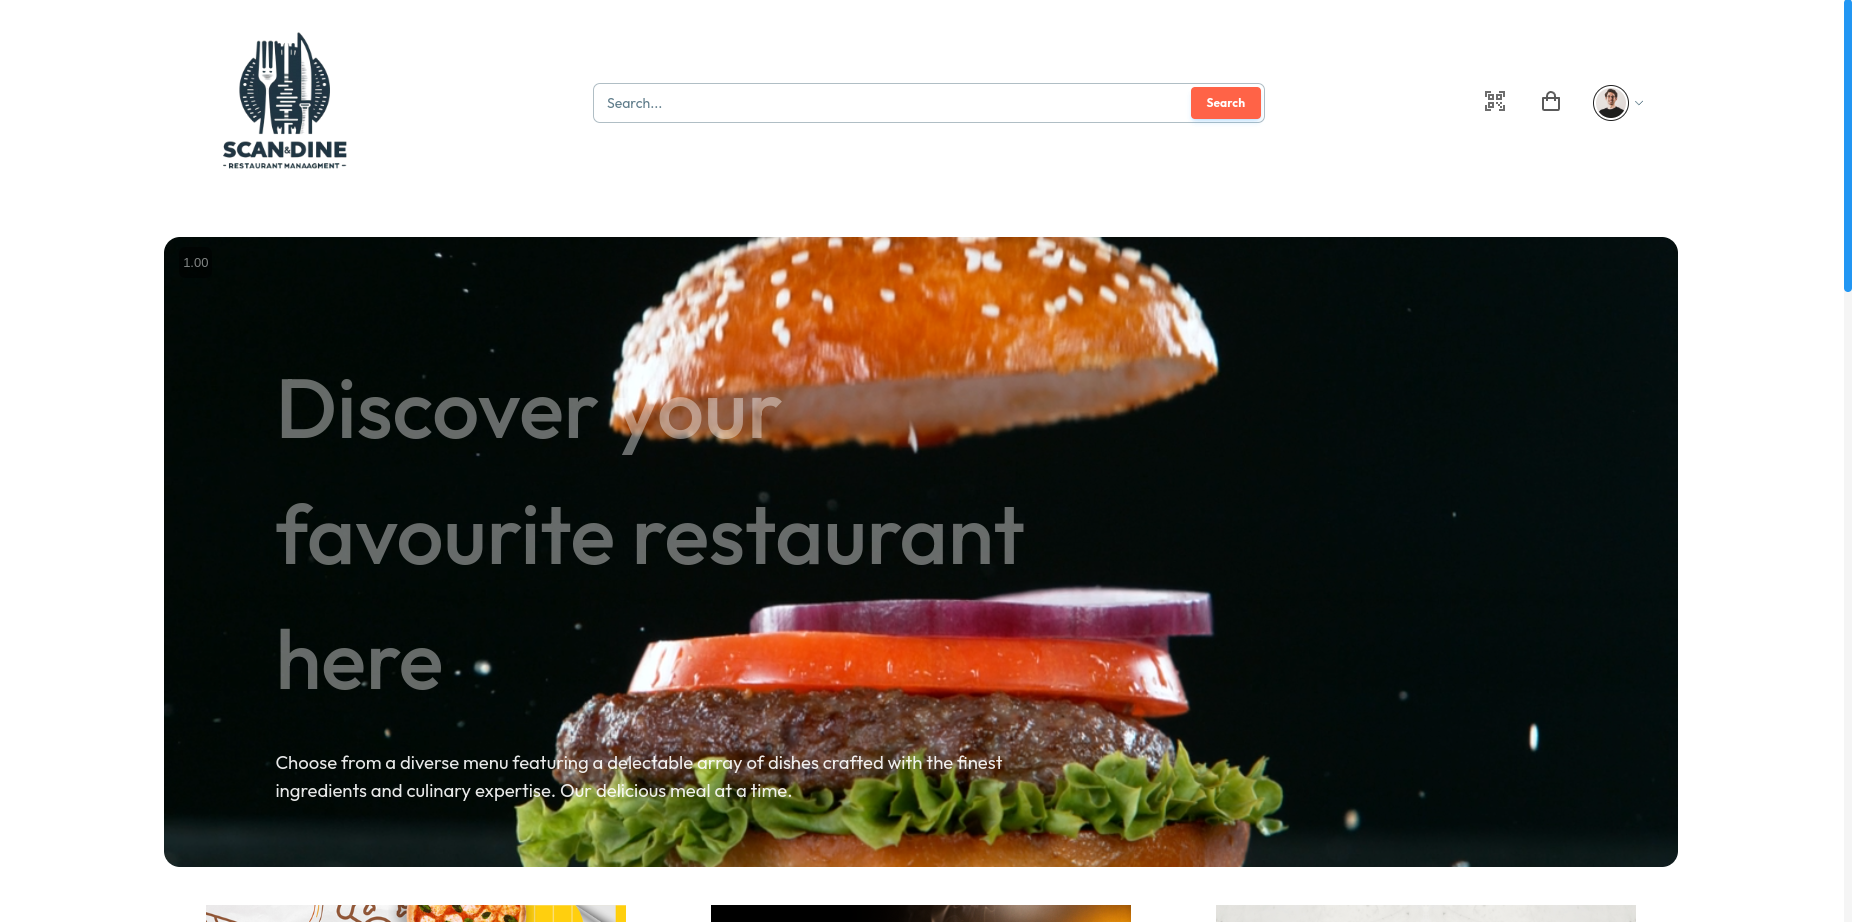 SCAN&DINE
- RESTAURANT MANAAGMENT -
Search...
Search
1.00
Discover your
favourite restaurant
here
Choose from a diverse menu featuring a delectable array of dishes crafted with the finest
ingredients and culinary expertise. Our delicious meal at a time.